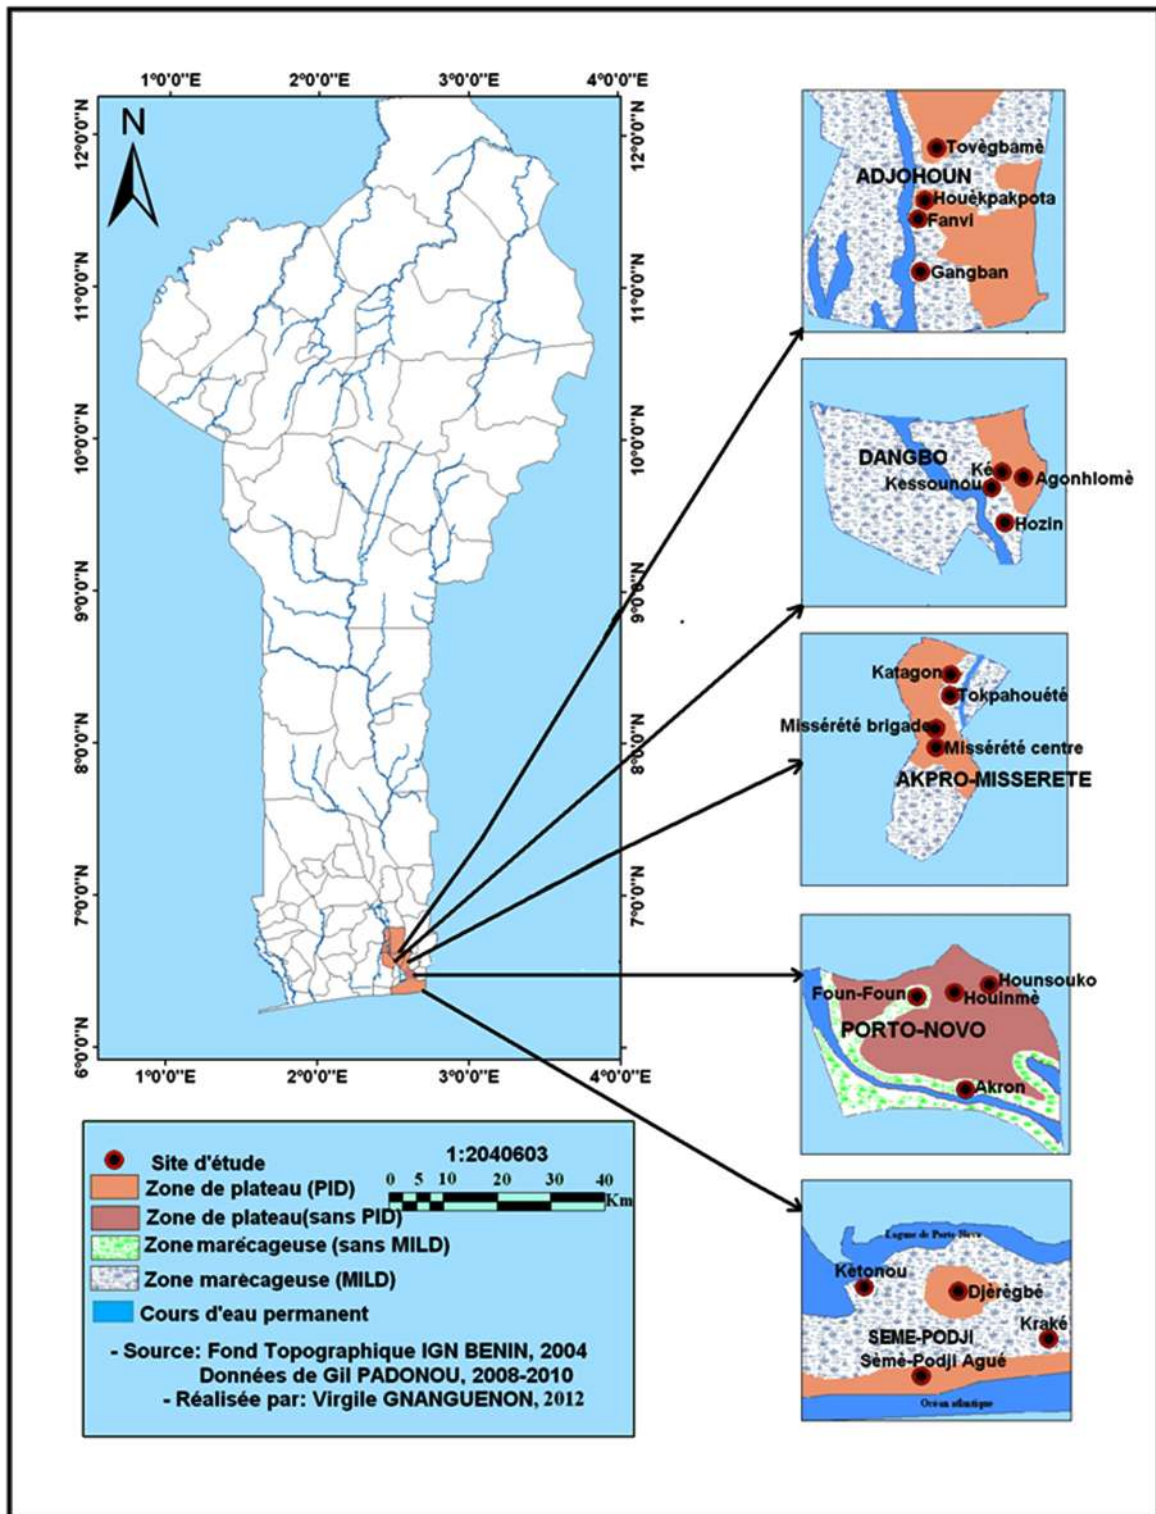 1°0'0"E 2°0'0"E 3°0'0"E 4°0'0"E
N
12°0'0"N 12°0'0"N
11°0'0"N 11°0'0"N
10°0'0"N 10°0'0"N
9°0'0"N 9°0'0"N
8°0'0"N 8°0'0"N
7°0'0"N 7°0'0"N
6°0'0"N 6°0'0"N
1°0'0"E 2°0'0"E 3°0'0"E 4°0'0"E
Tovègbamè
ADJOHOUN
Houèkpakpota
Fanvi
Gangban
DANGBO
Ké
Agonhlomè
Kessounou
Hozin
Katagon
Tokpahouété
Missérété brigade
Missérété centre
AKPRO-MISSERETE
Hounsouko
Foun-Foun
Houinmè
PORTO-NOVO
Akron
Lagune de Porto-Novo
Kètonou
Djèrègbé
Kraké
SEME-PODJI
Sèmè-Podji Agué
Océan atlantique
1:2040603
0 5 10 20 30 40
Km
Site d'étude
Zone de plateau (PID)
Zone de plateau(sans PID)
Zone marécageuse (sans MILD)
Zone marécageuse (MILD)
Cours d'eau permanent
- Source: Fond Topographique IGN BENIN, 2004
Données de Gil PADONOU, 2008-2010
- Réalisée par: Virgile GNANGUENON, 2012